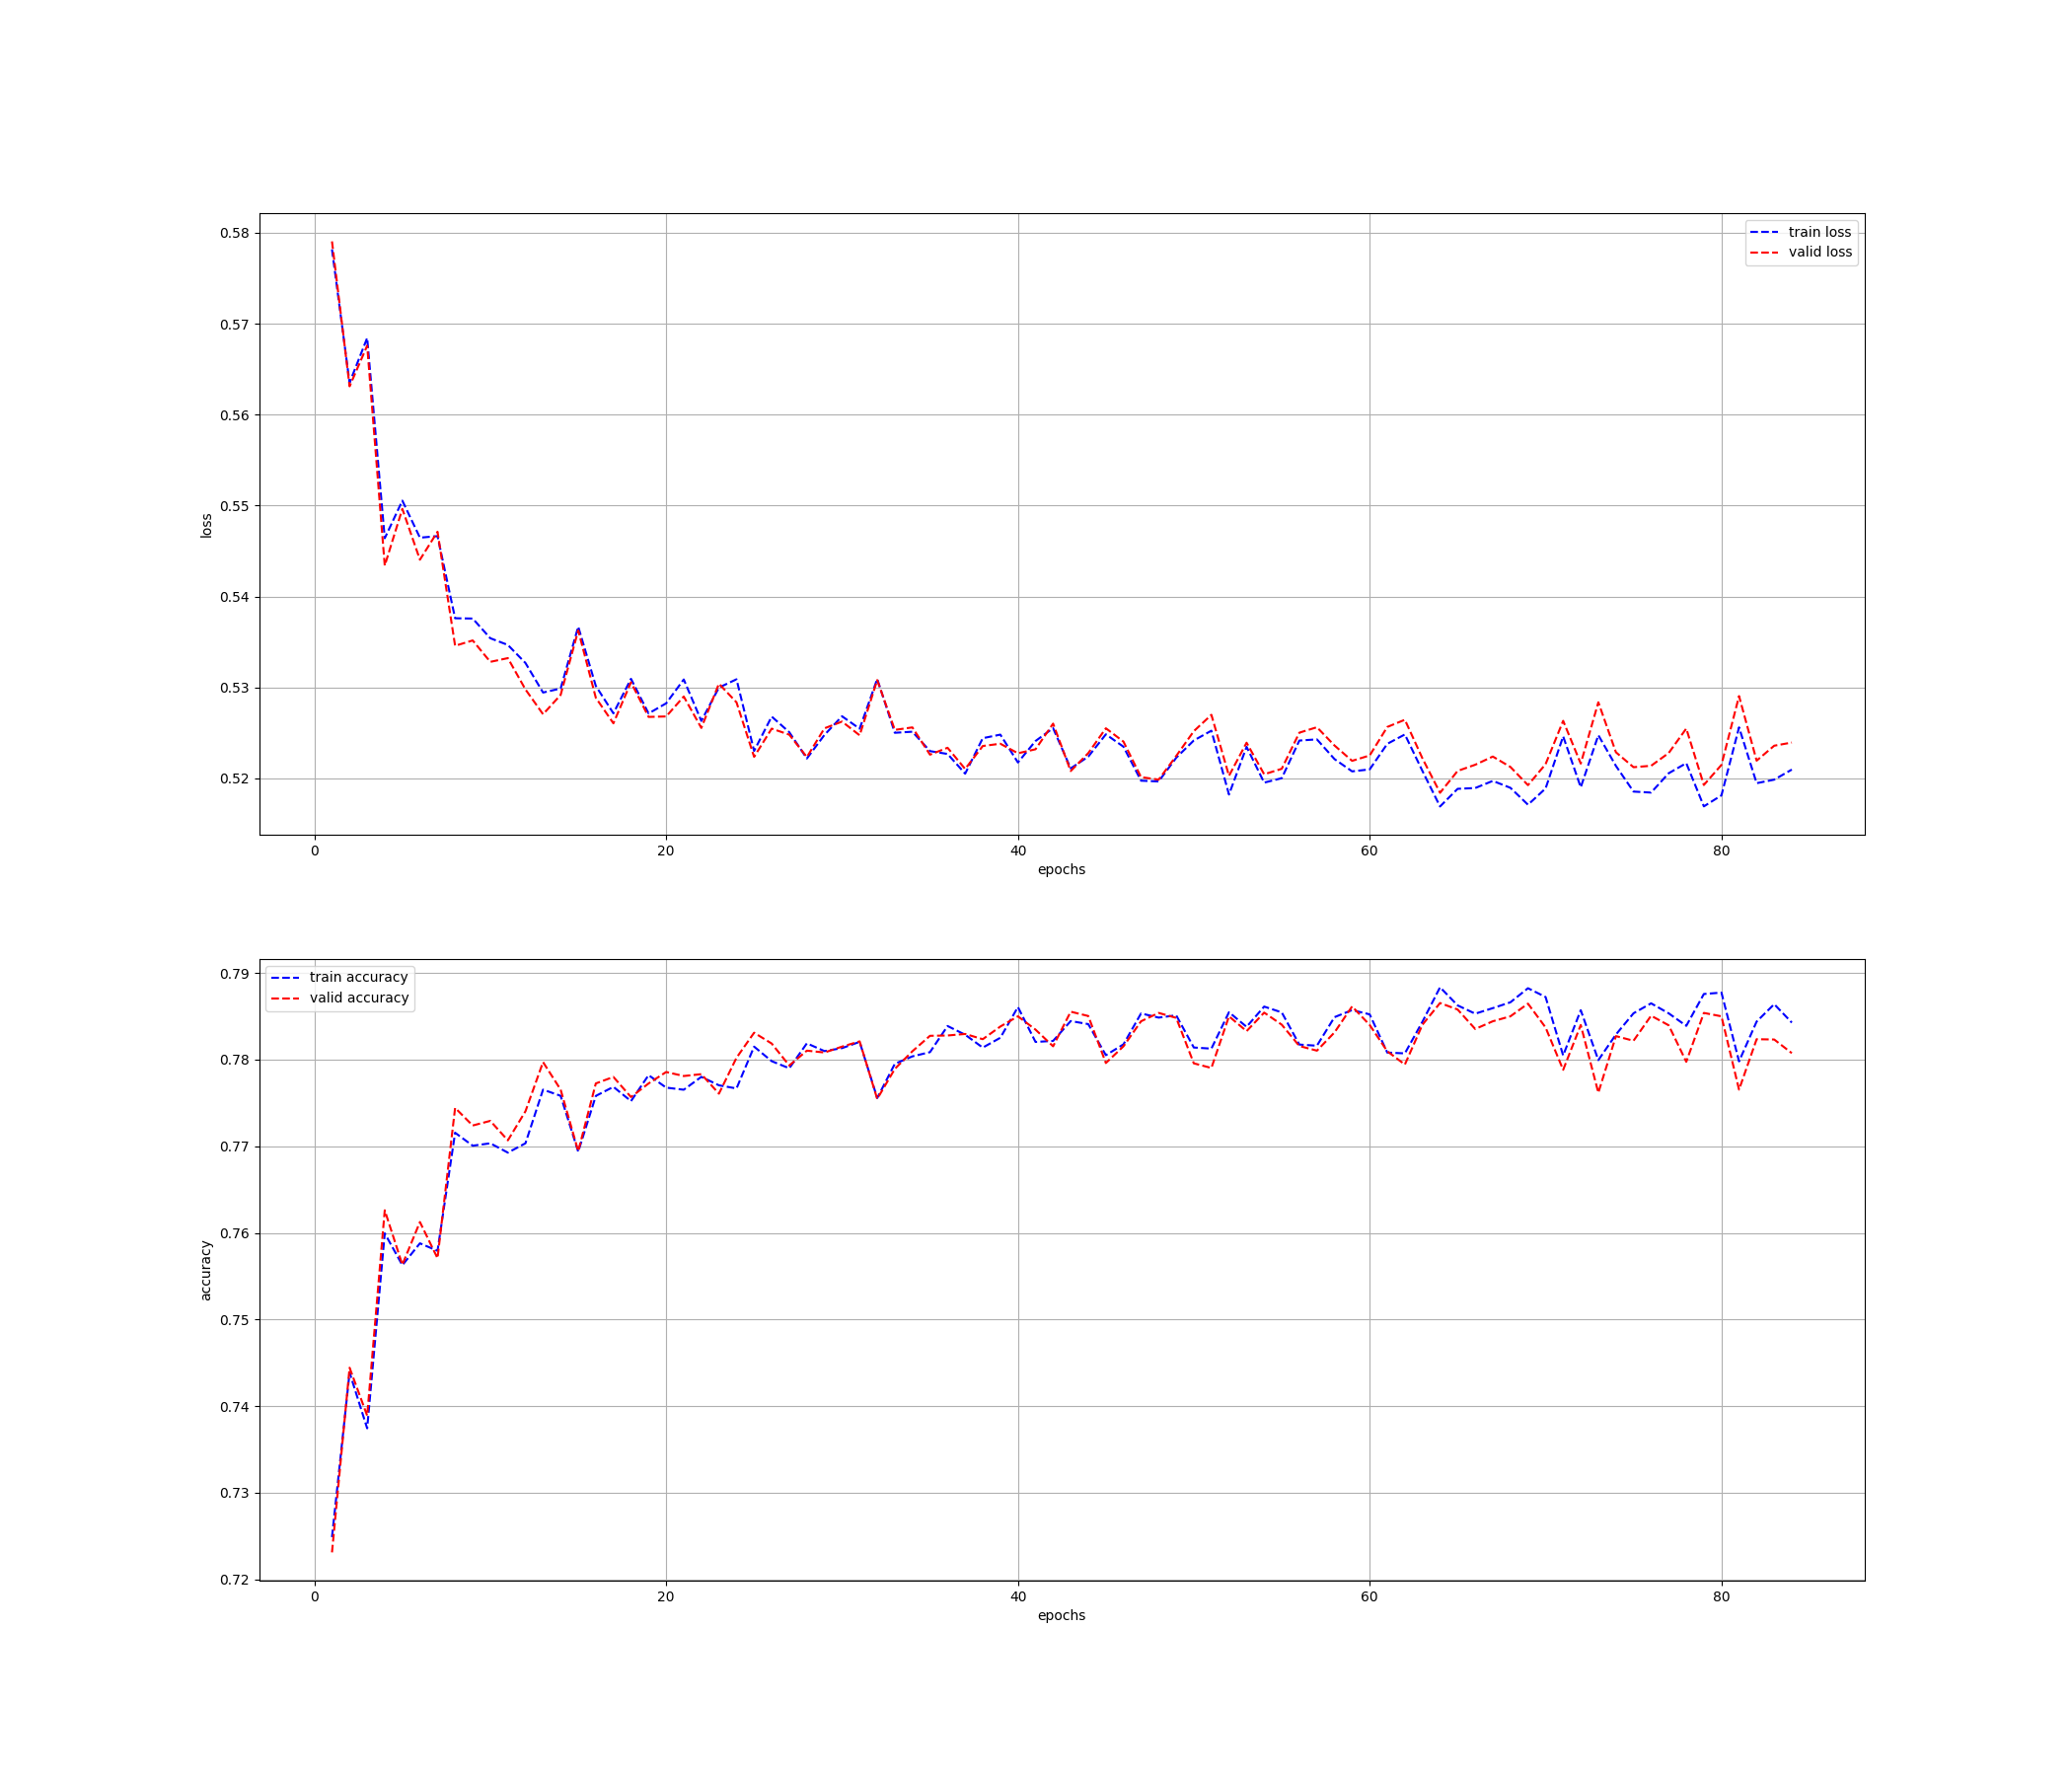 0.58
0.57
0.56
0.55
0.54
0.53
0.52
loss
train loss
valid loss
0 20 40 60 80
epochs
0.79
0.78
0.77
0.76
0.75
0.74
0.73
0.72
accuracy
train accuracy
valid accuracy
0 20 40 60 80
epochs